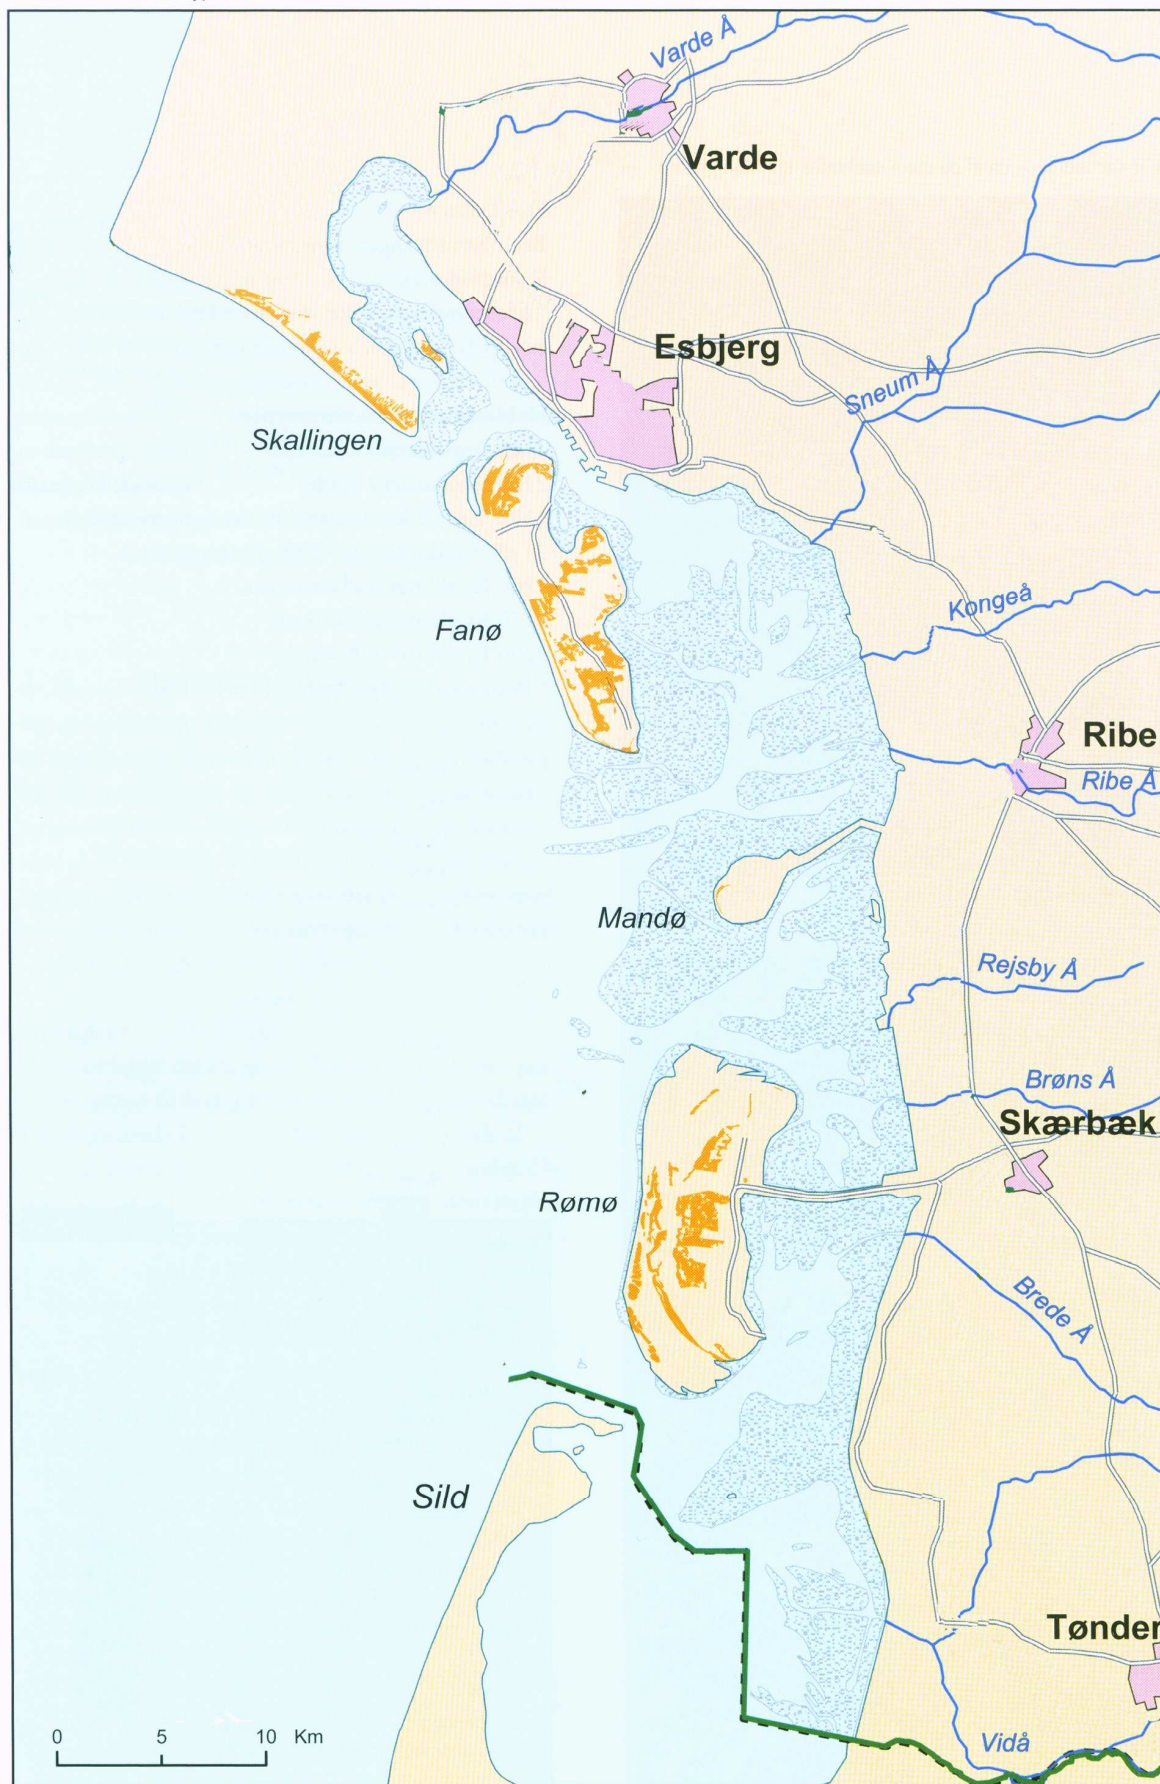 Varde Å
Varde
Esbjerg
Sneum Å
Skallingen
Kongeå
Fanø
Ribe
Ribe Å
Mandø
Rejsby Å
Brøns Å
Skærbæk
Rømø
Brede Å
Sild
Tønder
Vidå
0 5 10 Km